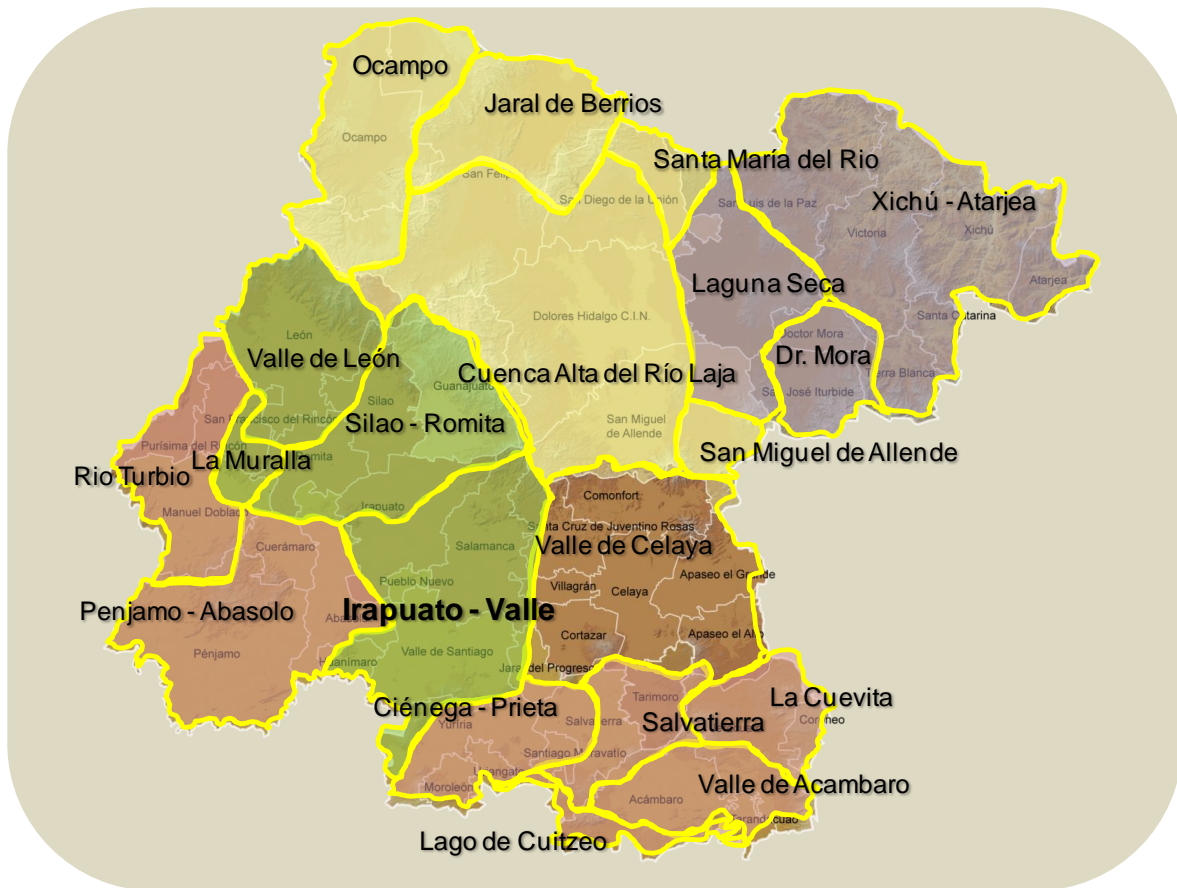 Ocampo
Jaral de Berrios
Ocampo
Santa María del Rio
San Felip
San Diego de la Unión
San Luis de la Paz
Xichú - Atarjea
Victoria
Xichú
Laguna Seca
Atarjea
Dolores Hidalgo C.I.N.
Santa Catarina
León
Doctor Mora
Valle de León
Dr. Mora
Cuenca Alta del Río Laja
Tierra Blanca
Guanajuato
San José Iturbide
Silao
San Francisco del Rincón
Silao - Romita
San Miguel
de Allende
Purísima del Rincón
Romita
San Miguel de Allende
La Muralla
Rio Turbio
Comonfort
Manuel Doblado
Irapuato
Santa Cruz de Juventino Rosas
Cuerámaro
Salamanca
Valle de Celaya
Apaseo el Grande
Pueblo Nuevo
Villagrán
Celaya
Penjamo - Abasolo
Abasolo
Irapuato - Valle
Cortazar
Apaseo el Alto
Pénjamo
Valle de Santiago
Huanímaro
Jaral del Progreso
Tarimoro
La Cuevita
Ciénega - Prieta
Yuriria
Salvatierra
Salvatierra
Coroneo
Santiago Maravatío
Uriangato
Moroleón
Valle de Acambaro
Acámbaro
Tarandacuao
Lago de Cuitzeo